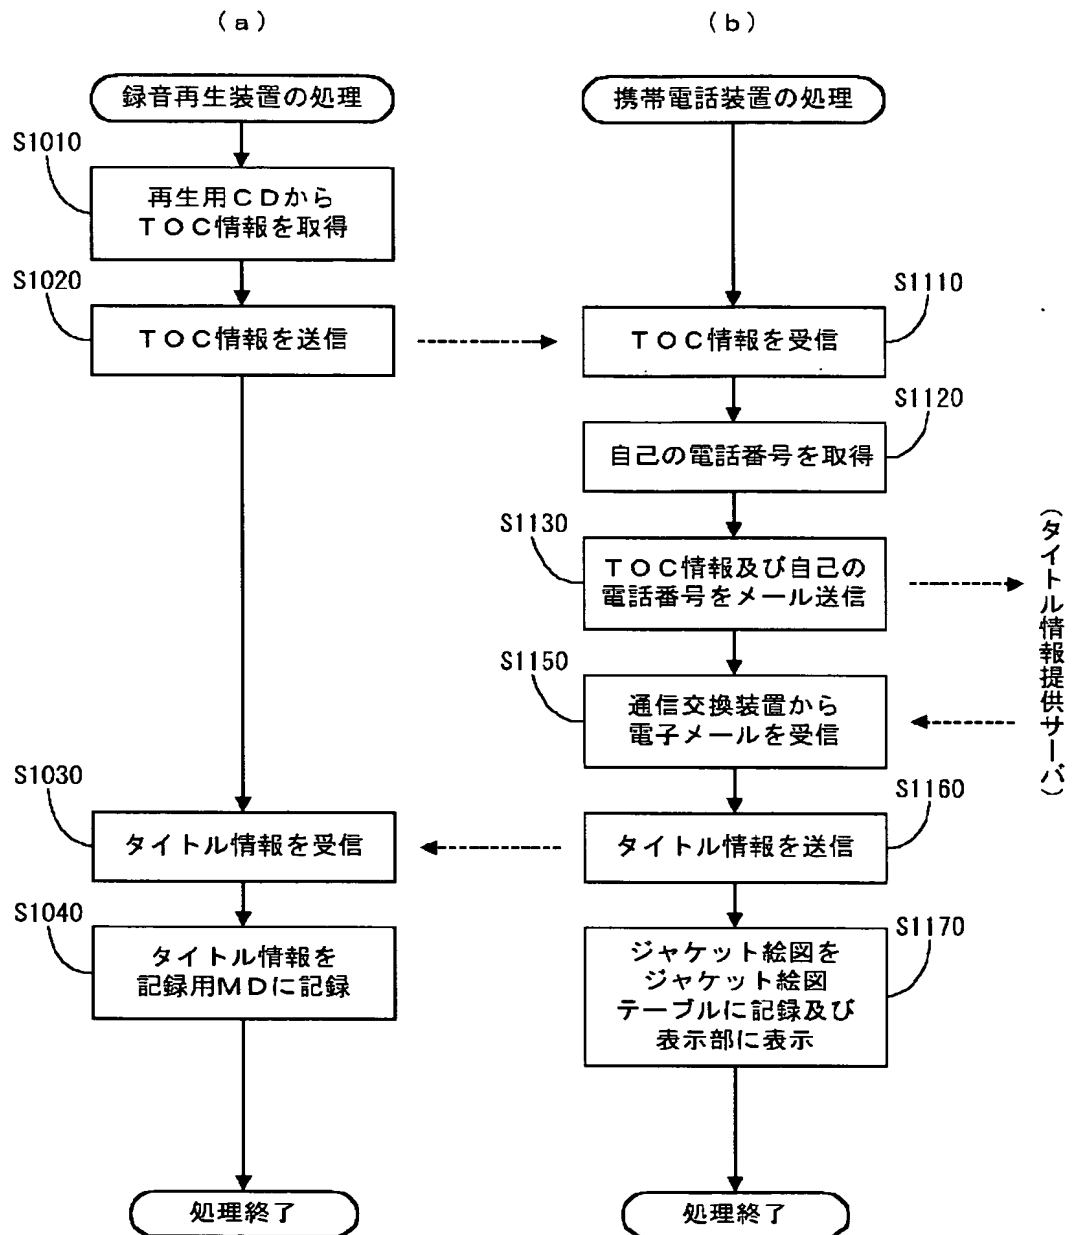 (a)
録音再生装置の処理
S1010
再生用CDから
TOC情報を取得
S1020
TOC情報を送信
S1030
タイトル情報を受信
S1040
タイトル情報を
記録用MDに記録
処理終了
(b)
携帯電話装置の処理
S1110
TOC情報を受信
S1120
自己の電話番号を取得
S1130
TOC情報及び自己の
電話番号をメール送信
(タイトル情報提供サーバ)
S1150
通信交換装置から
電子メールを受信
S1160
タイトル情報を送信
S1170
ジャケット絵図を
ジャケット絵図
テーブルに記録及び
表示部に表示
処理終了